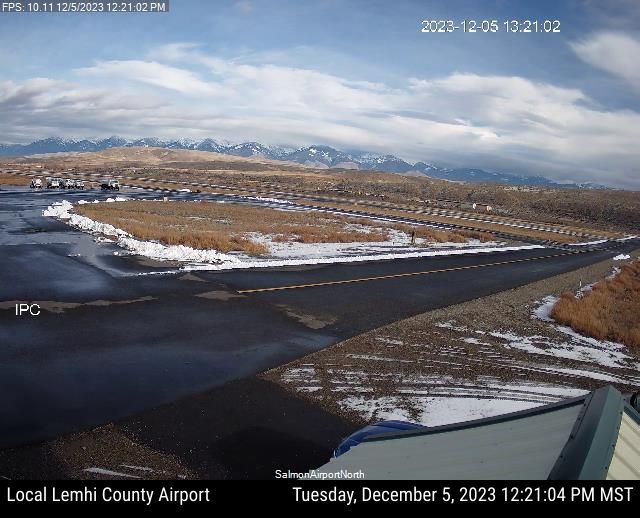 FPS: 10.11 12/5/2023 12:21:02 PM
2023-12-05 13:21:02
IPC
SalmonAirportNorth
Local Lemhi County Airport
Tuesday, December 5, 2023 12:21:04 PM MST